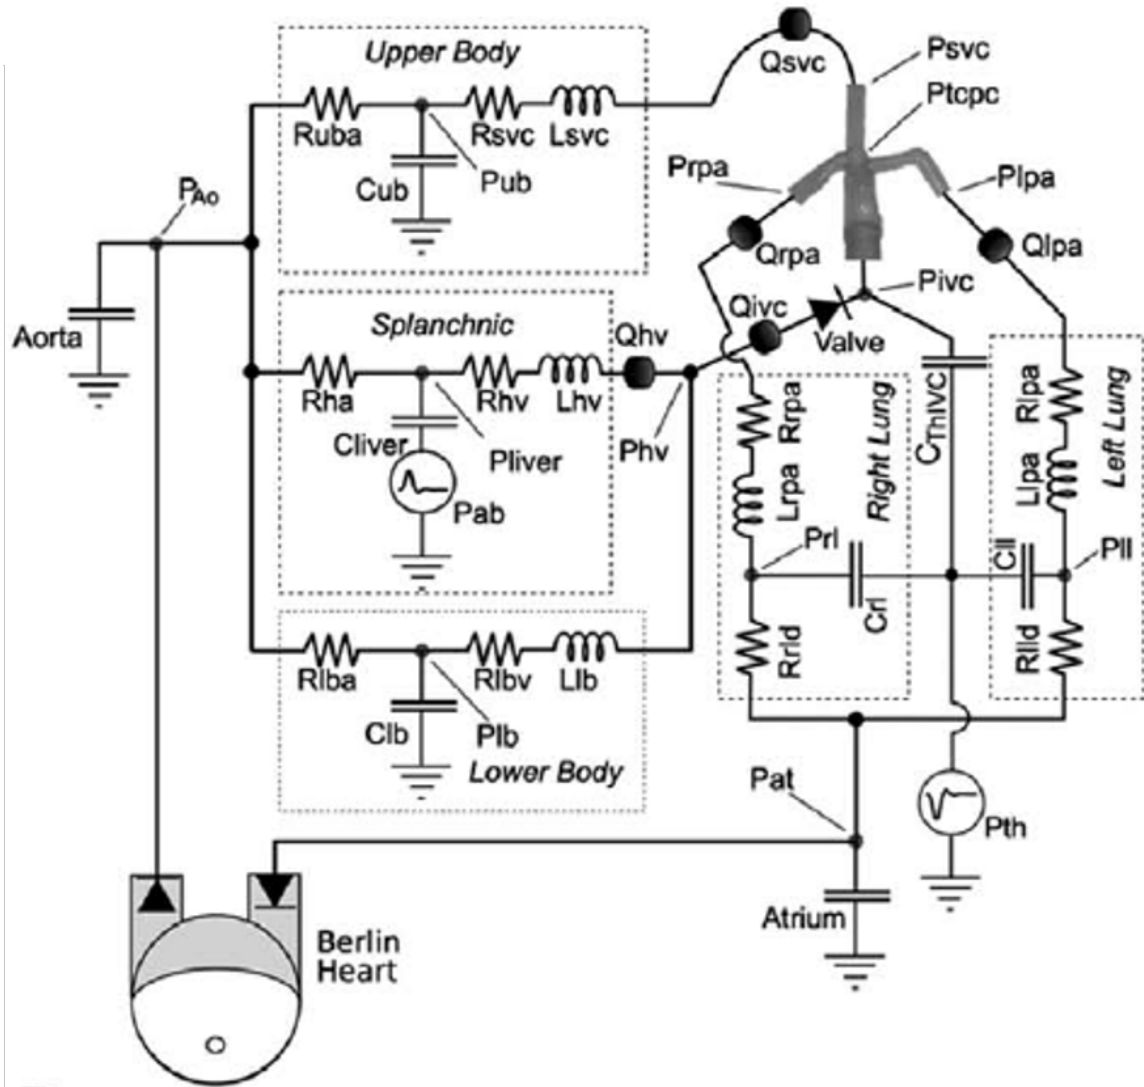 Upper Body
Ruba
Rsvc
Lsvc
Cub
Pub
Qsvc
Psvc
Ptcpc
Prpa
Plpa
Qrpa
Qlpa
PAo
Aorta
Splanchnic
Rha
Rhv
Lhv
Qhv
Cliver
Pliver
Pab
Phv
Qivc
Valve
Pivc
CThIVC
Rrpa
Lrpa
Right Lung
Prl
Crl
Rrld
Rlpa
Llpa
Left Lung
Cll
Pll
Rlld
Rlba
Rlbv
Llb
Clb
Plb
Lower Body
Pat
Pth
Atrium
Berlin
Heart